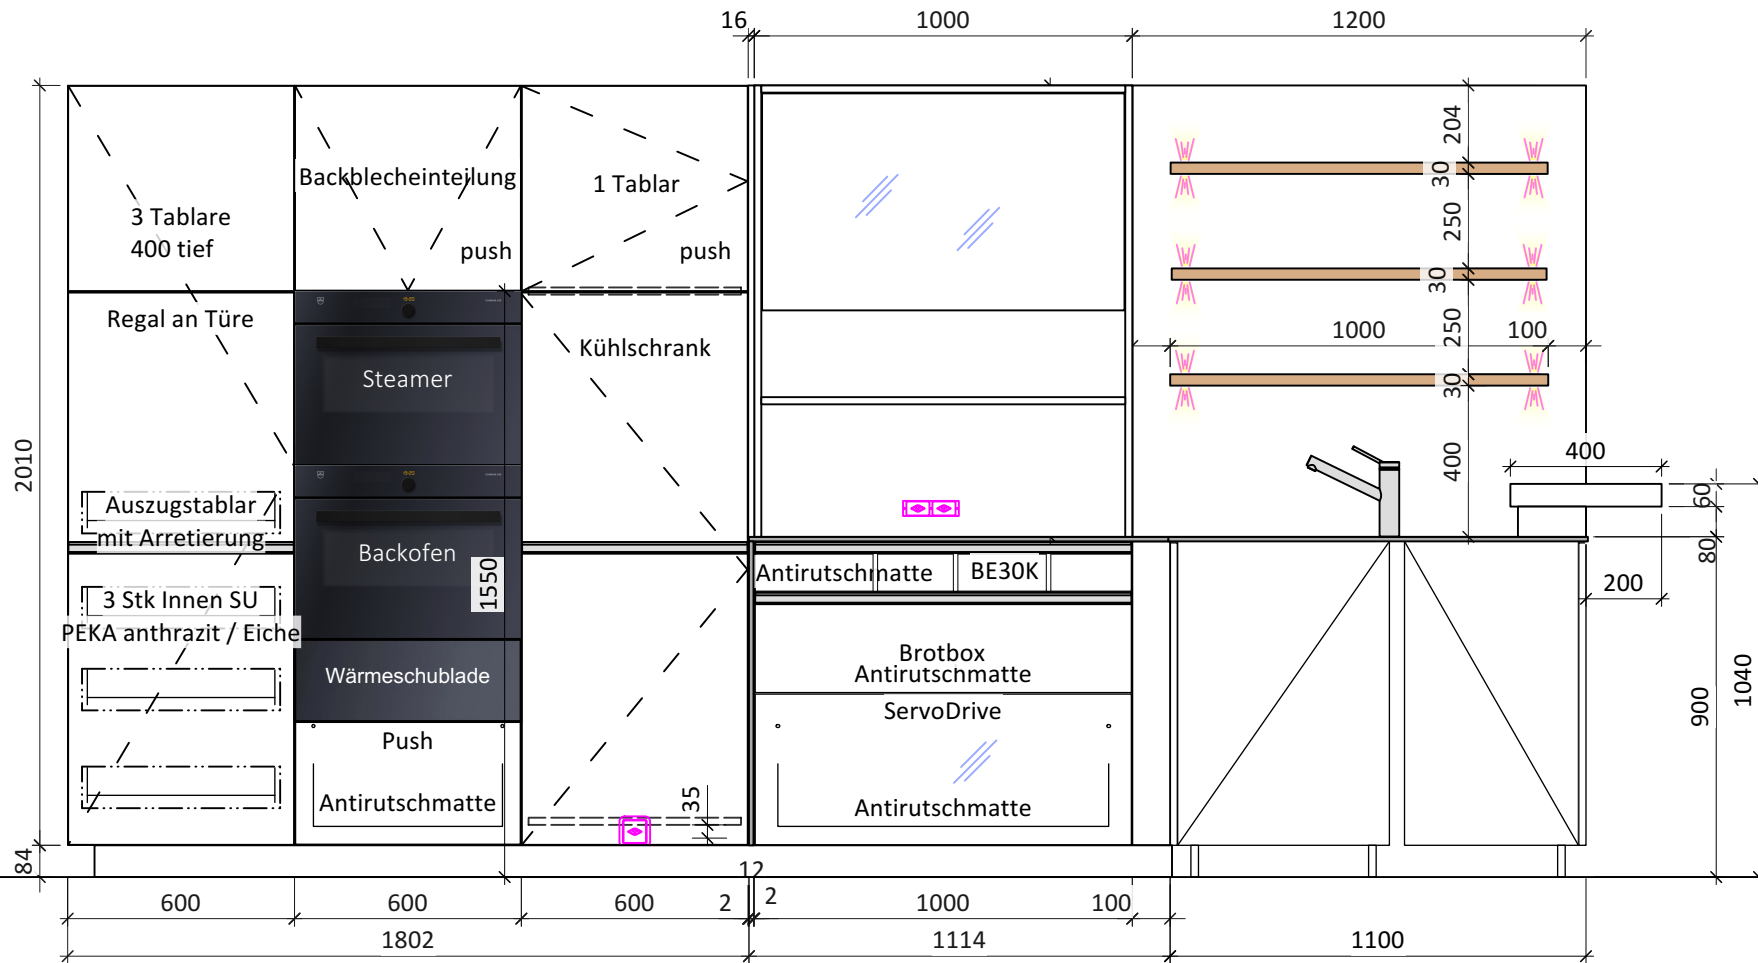 16
1000
1200
204
Backblecheinteilung
1 Tablar
30
3 Tablare
400 tief
push
push
250
30
Regal an Türe
Kühlschrank
250
1000
100
Steamer
30
2010
400
400
Auszugstablar
mit Arretierung
60
Backofen
80
1550
Antirutschmatte
BE30K
200
3 Stk Innen SU
PEKA anthrazit / Eiche
Brotbox
Antirutschmatte
Wärmeschublade
1040
900
ServoDrive
Push
Antirutschmatte
35
Antirutschmatte
84
12
600
600
600
2
2
1000
100
1802
1114
1100